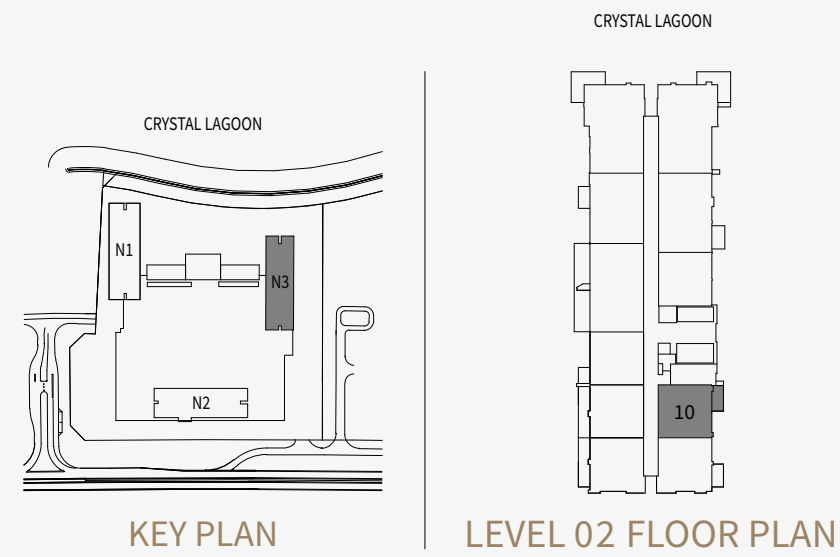 CRYSTAL LAGOON
N1
N3
N2
KEY PLAN
CRYSTAL LAGOON
10
LEVEL 02 FLOOR PLAN